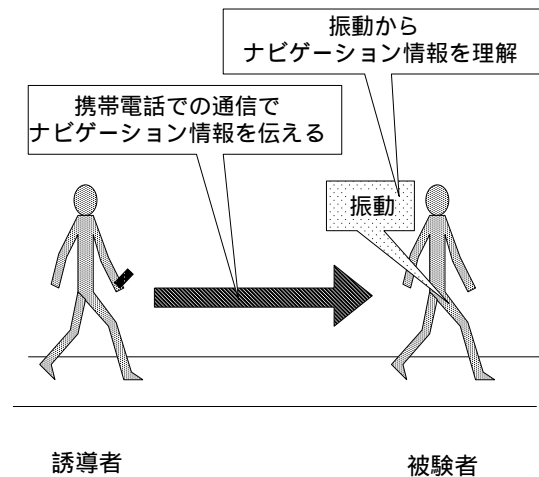 振動から
ナビゲーション情報を理解
携帯電話での通信で
ナビゲーション情報を伝える
振動
誘導者
被験者